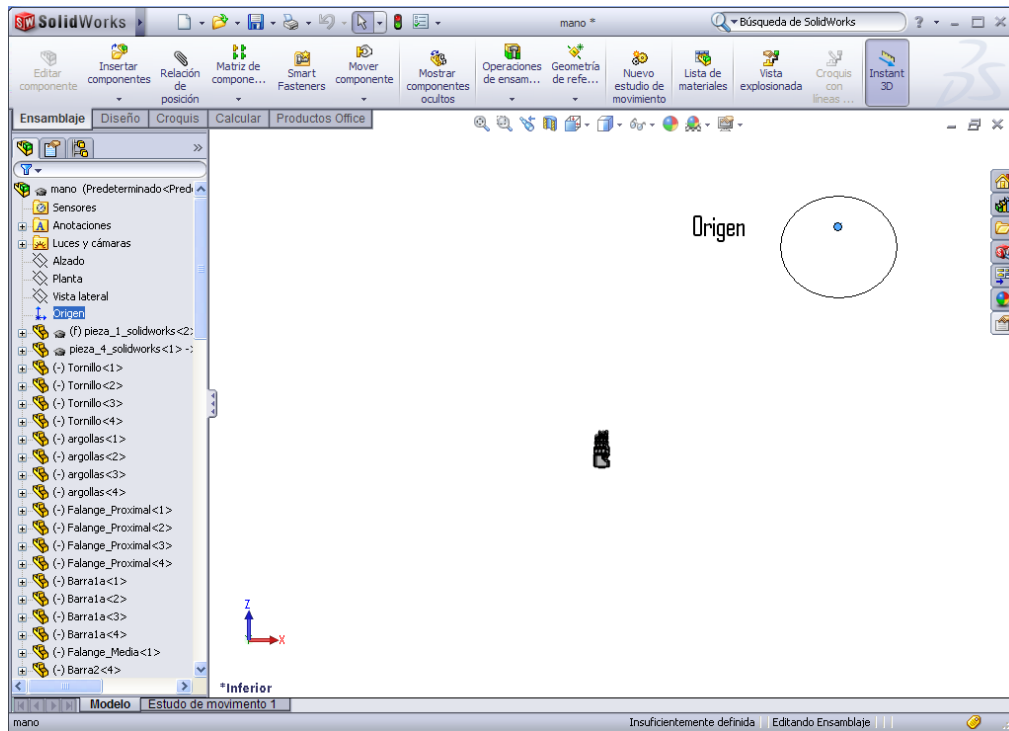 SolidWorks
mano *
Búsqueda de SolidWorks
?
Editar
componente
Insertar
componentes
Relación
de
posición
Matriz de
compone...
Smart
Fasteners
Mover
componente
Mostrar
componentes
ocultos
Operaciones
de ensam...
Geometría
de refe...
Nuevo
estudio de
movimiento
Lista de
materiales
Vista
explosionada
Croquis
con
líneas ...
Instant
3D
Ensamblaje
Diseño
Croquis
Calcular
Productos Office
mano (Predeterminado<Pred
Sensores
Anotaciones
Luces y cámaras
Alzado
Planta
Vista lateral
Origen
(f) pieza_1_solidworks<2>
pieza_4_solidworks<1> ->
(-) Tornillo<1>
(-) Tornillo<2>
(-) Tornillo<3>
(-) Tornillo<4>
(-) argollas<1>
(-) argollas<2>
(-) argollas<3>
(-) argollas<4>
(-) Falange_Proximal<1>
(-) Falange_Proximal<2>
(-) Falange_Proximal<3>
(-) Falange_Proximal<4>
(-) Barra1a<1>
(-) Barra1a<2>
(-) Barra1a<3>
(-) Barra1a<4>
(-) Falange_Media<1>
(-) Barra2<4>
Origen
Z
X
*Inferior
Modelo
Estudo de movimento 1
mano
Insuficientemente definida
Editando Ensamblaje